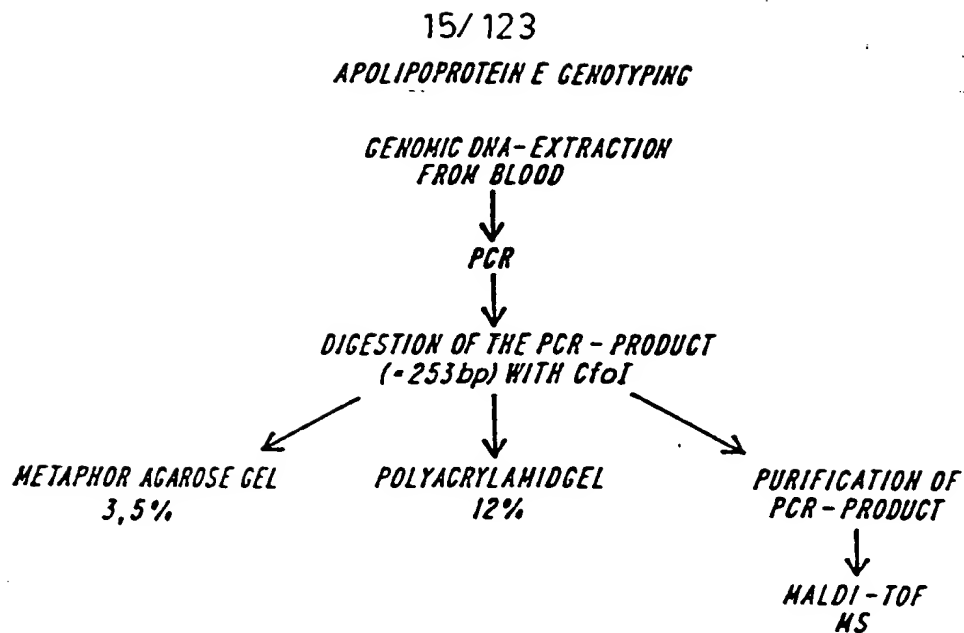 15/123
APOLIPOPROTEIN E GENOTYPING
GENOMIC DNA-EXTRACTION
FROM BLOOD
PCR
DIGESTION OF THE PCR-PRODUCT
(=253bp) WITH CfoI
METAPHOR AGAROSE GEL
3,5%
POLYACRYLAMIDGEL
12%
PURIFICATION OF
PCR-PRODUCT
MALDI-TOF
MS